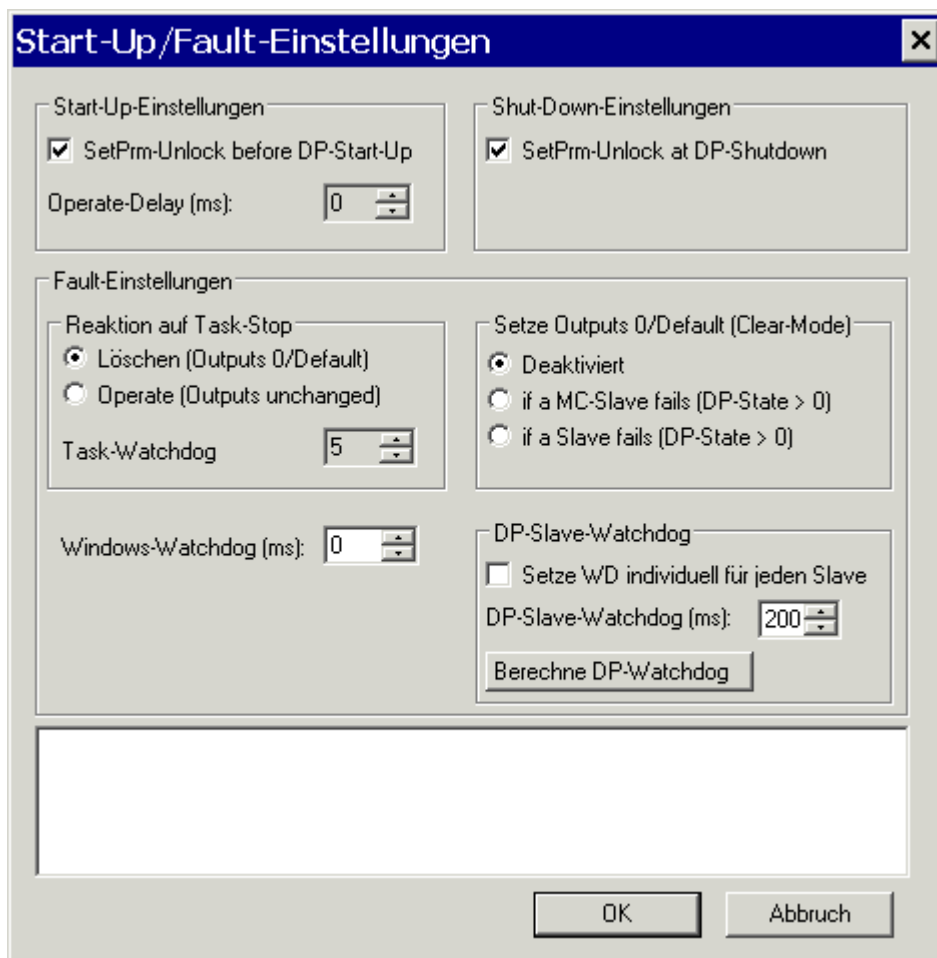 Start-Up/Fault-Einstellungen
Start-Up-Einstellungen
SetPrm-Unlock before DP-Start-Up
Operate-Delay (ms): 0
Shut-Down-Einstellungen
SetPrm-Unlock at DP-Shutdown
Fault-Einstellungen
Reaktion auf Task-Stop
Löschen (Outputs 0/Default)
Operate (Outputs unchanged)
Task-Watchdog 5
Setze Outputs 0/Default (Clear-Mode)
Deaktiviert
if a MC-Slave fails (DP-State > 0)
if a Slave fails (DP-State > 0)
Windows-Watchdog (ms): 0
DP-Slave-Watchdog
Setze WD individuell für jeden Slave
DP-Slave-Watchdog (ms): 200
Berechne DP-Watchdog
OK
Abbruch